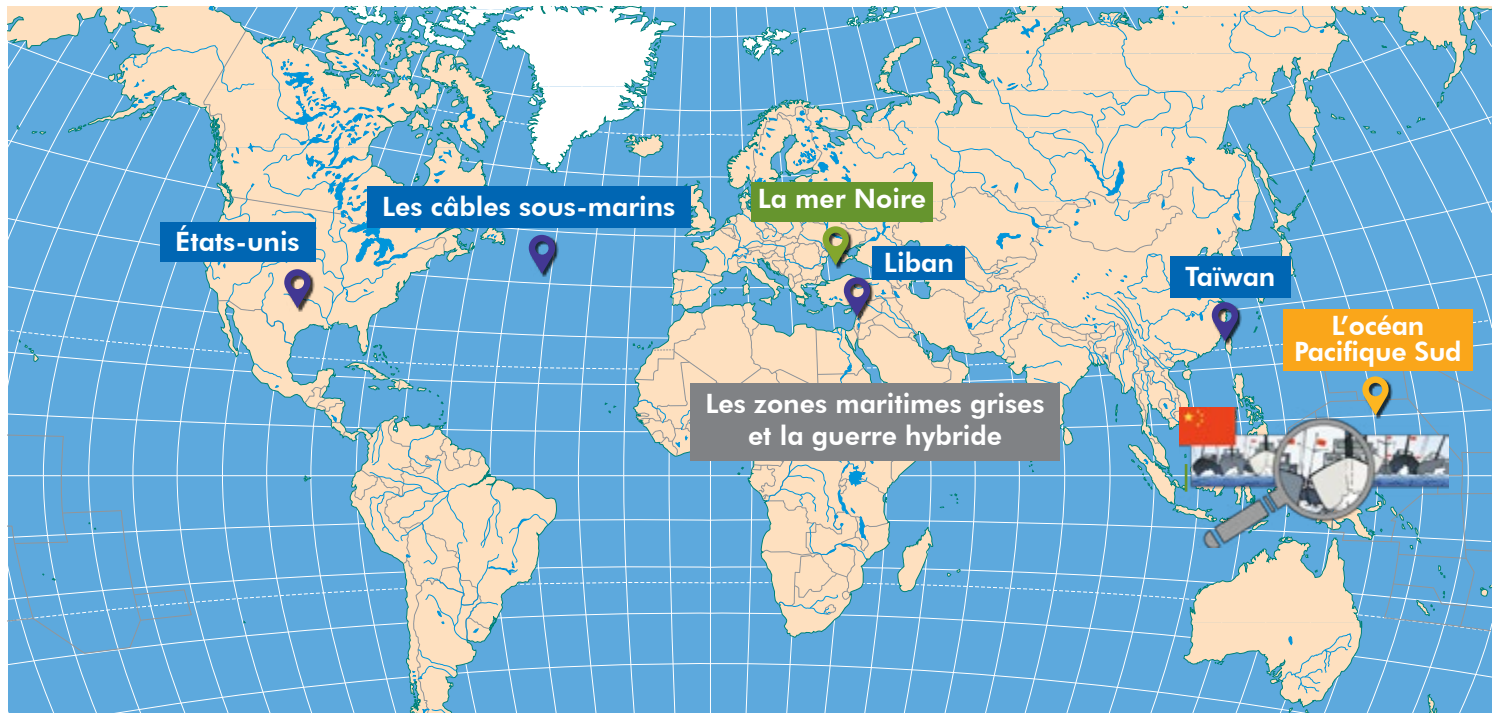 Les câbles sous-marins
La mer Noire
États-unis
Liban
Taïwan
L'océan
Pacifique Sud
Les zones maritimes grises
et la guerre hybride